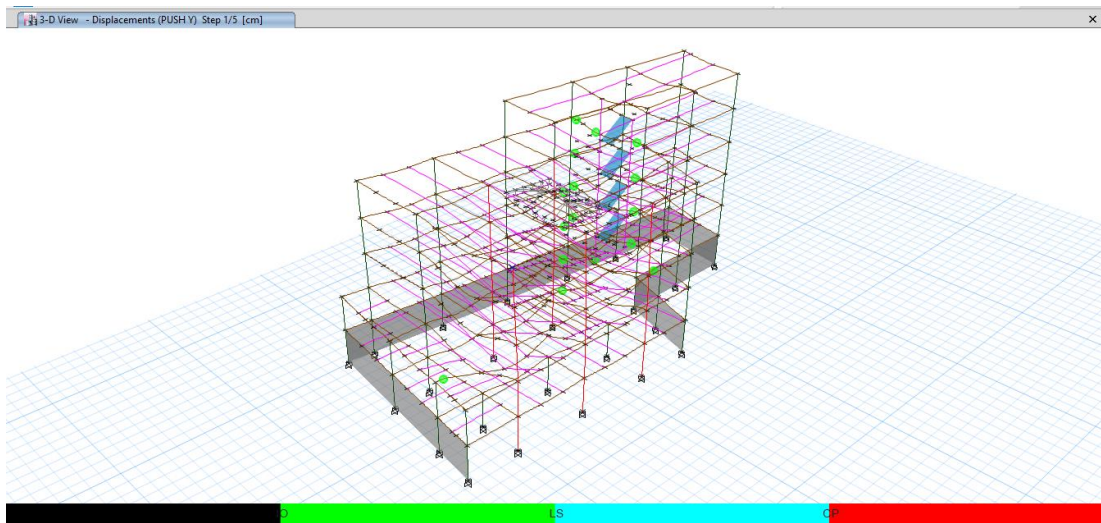 3-D View - Displacements (PUSH Y) Step 1/5 [cm]
IO LS CP